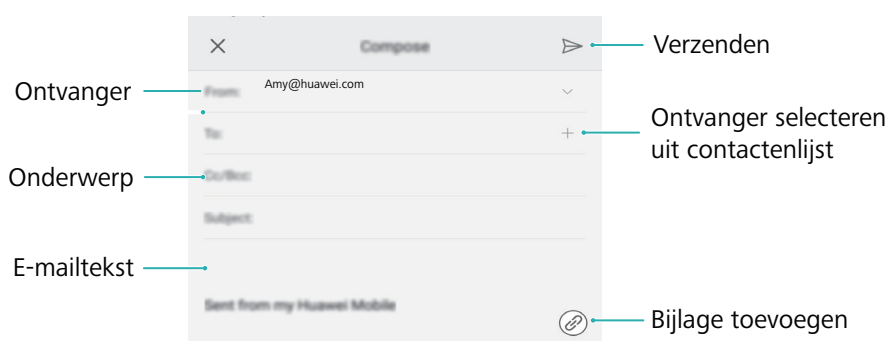 Compose
Verzenden
Ontvanger
From:
Amy@huawei.com
To:
Ontvanger selecteren
uit contactenlijst
Onderwerp
Cc/Bcc:
Subject:
E-mailtekst
Sent from my Huawei Mobile
Bijlage toevoegen